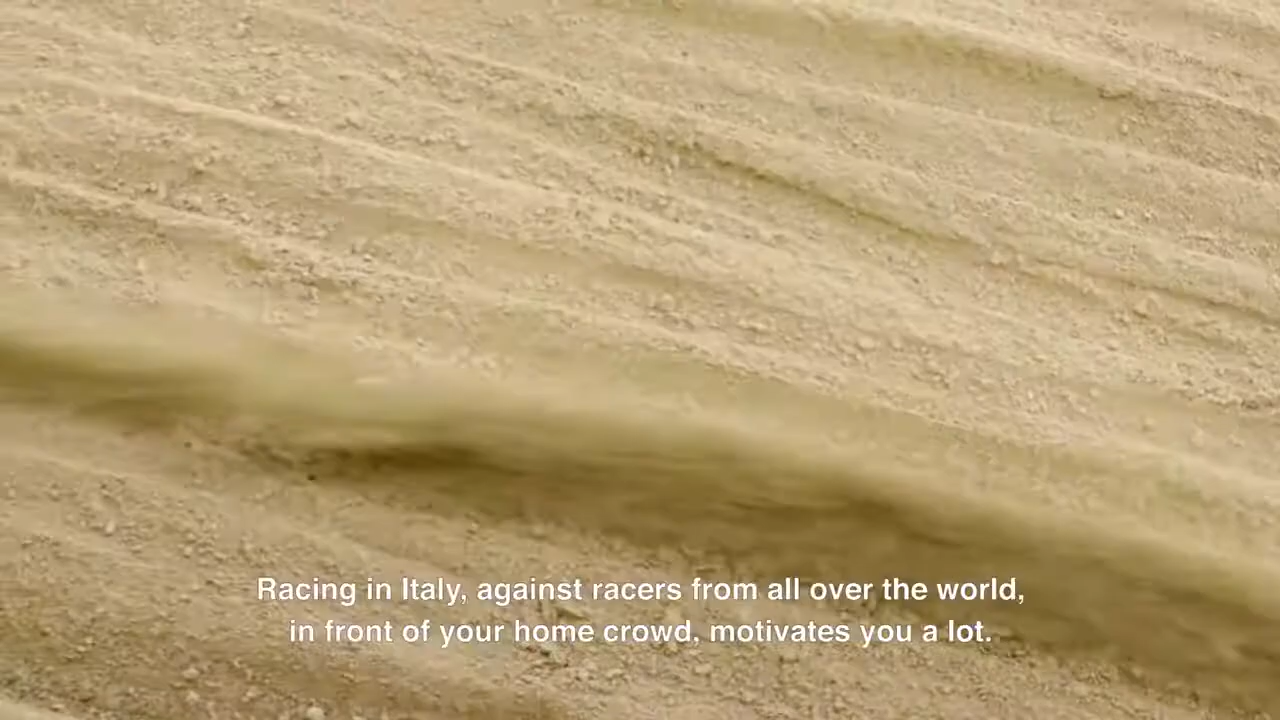 Racing in Italy, against racers from all over the world,
in front of your home crowd, motivates you a lot.